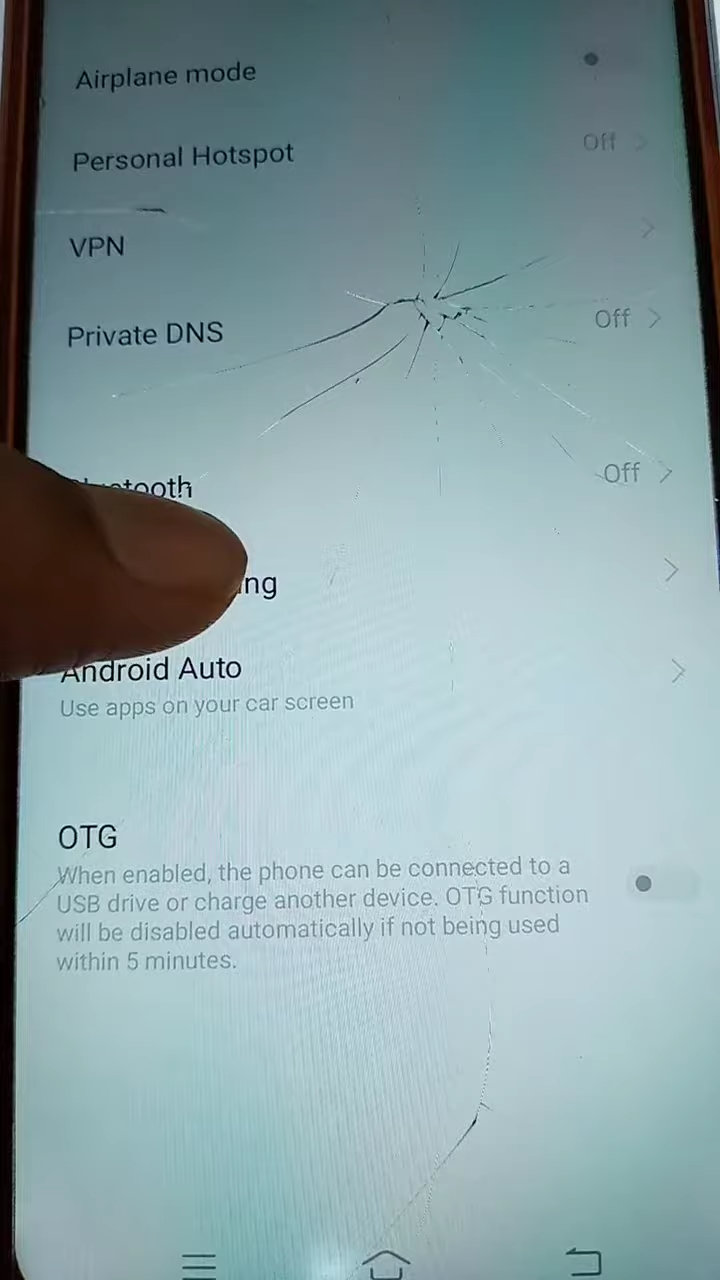 Airplane mode
Personal Hotspot
Off
VPN
Private DNS
Off
Off
Android Auto
Use apps on your car screen
OTG
When enabled, the phone can be connected to a
USB drive or charge another device. OTG function
will be disabled automatically if not being used
within 5 minutes.